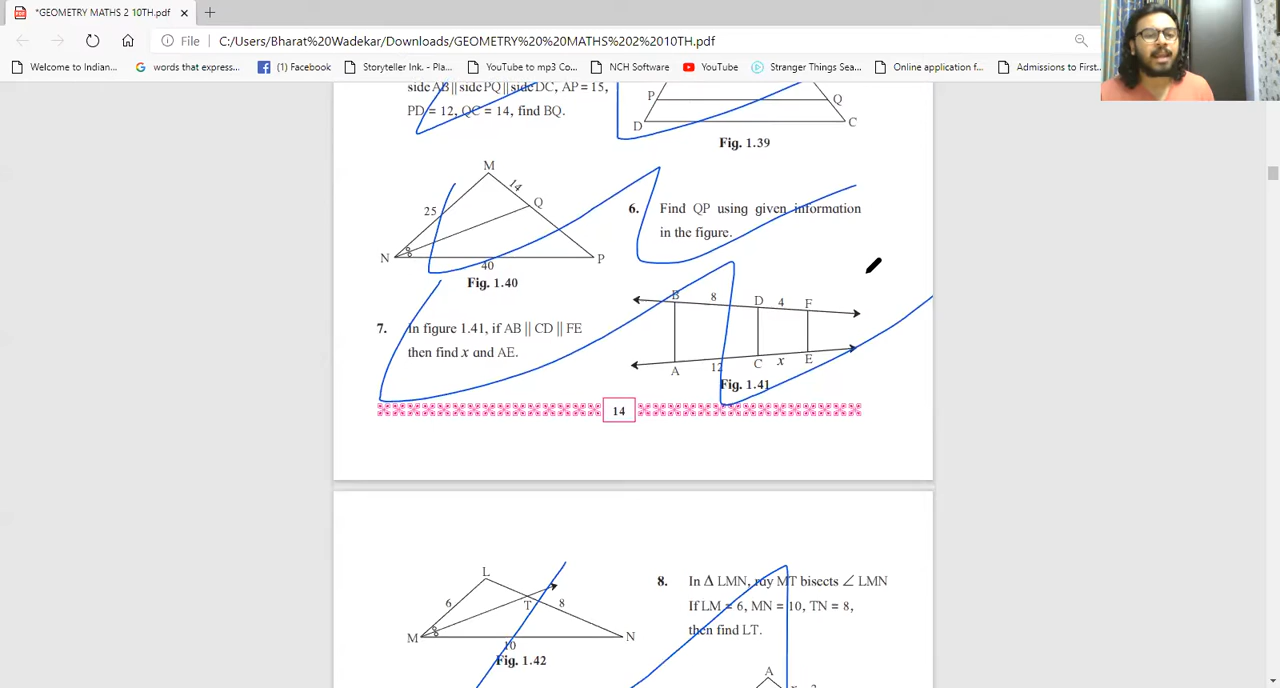 *GEOMETRY MATHS 2 10TH.pdf
File C:/Users/Bharat%20Wadekar/Downloads/GEOMETRY%20%20MATHS%202%2010TH.pdf
Welcome to Indian... words that express... (1) Facebook Storyteller Ink. - Pla... YouTube to mp3 Co... NCH Software YouTube Stranger Things Sea... Online application f... Admissions to First...
side AB || side PQ || side DC, AP = 15,
PD = 12, QC = 14, find BQ.
P Q
D C
Fig. 1.39
M
14
Q
25
N P
40
Fig. 1.40
6. Find QP using given information
in the figure.
7. In figure 1.41, if AB || CD || FE
then find x and AE.
B 8 D 4 F
A 12 C x E
Fig. 1.41
14
L
6 T 8
M N
10
Fig. 1.42
8. In Δ LMN, ray MT bisects ∠ LMN
If LM = 6, MN = 10, TN = 8,
then find LT.
A